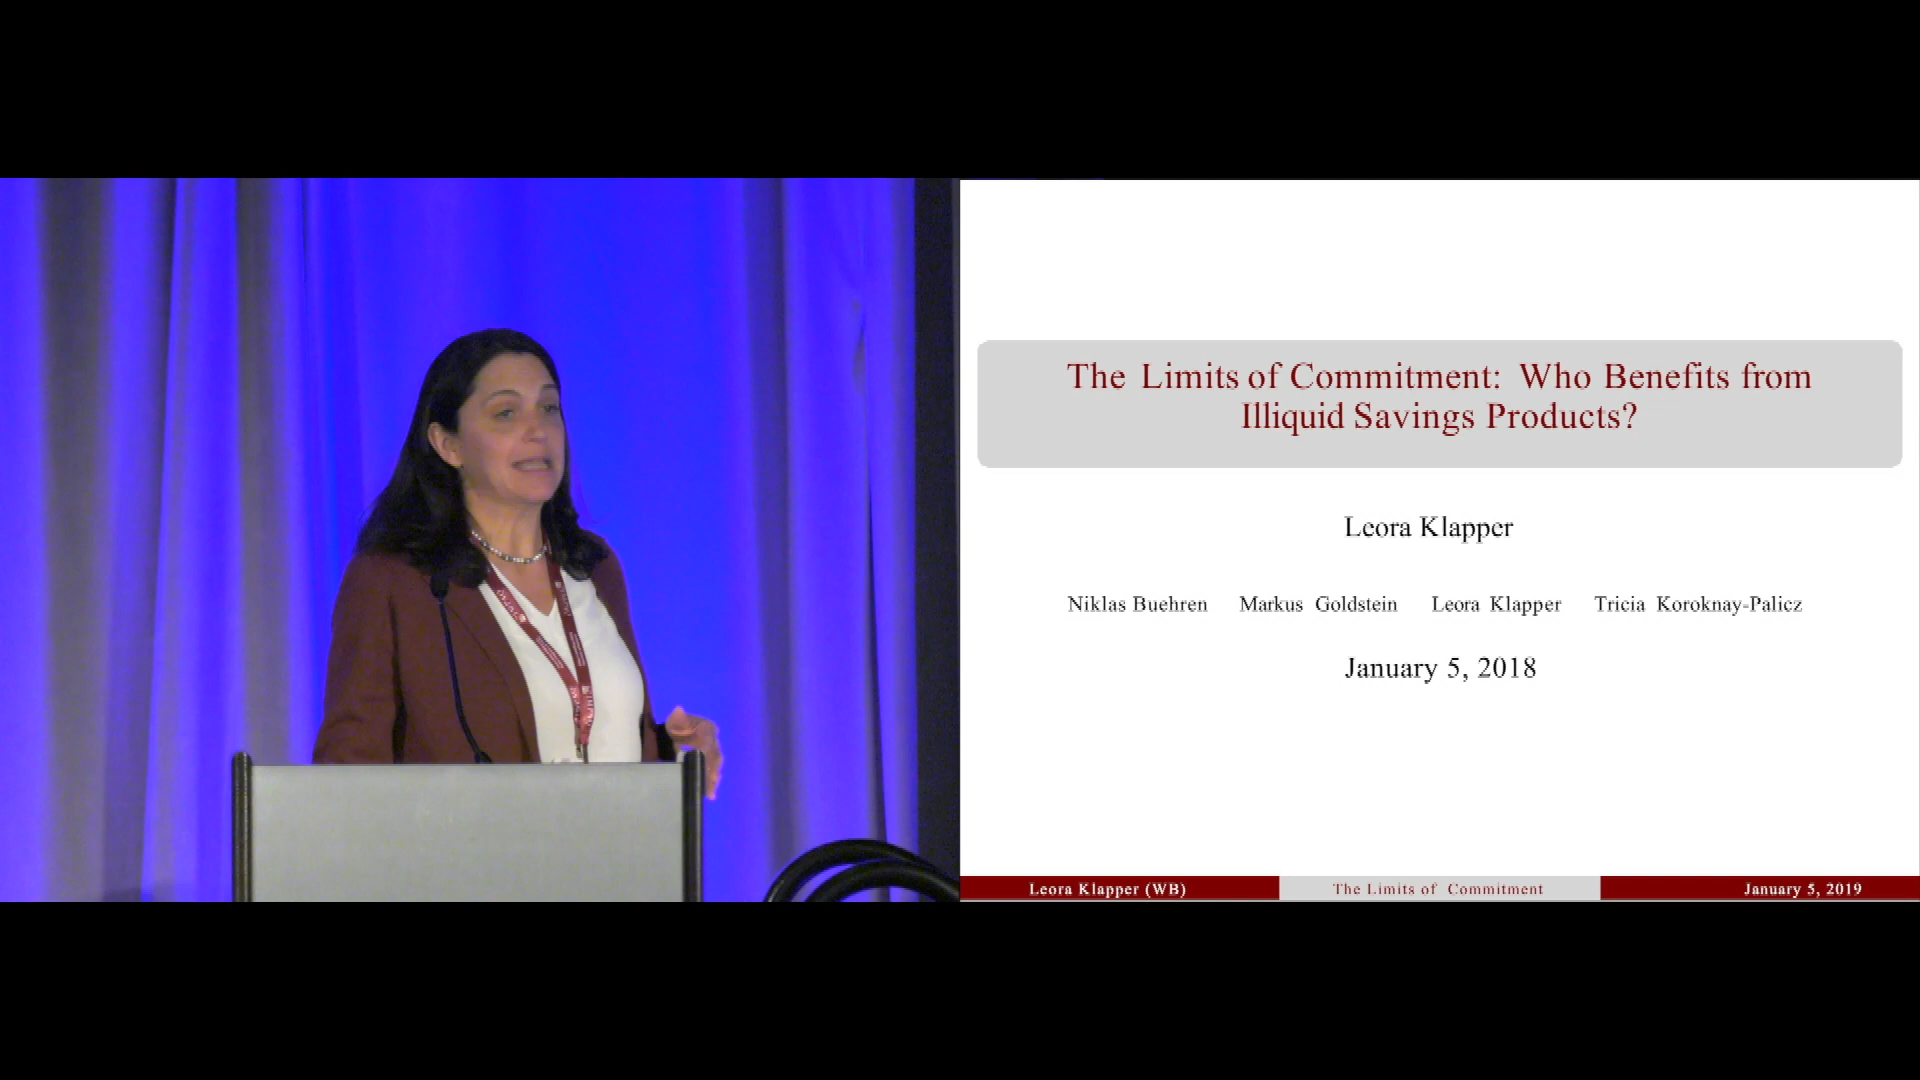 The Limits of Commitment: Who Benefits from
Illiquid Savings Products?
Leora Klapper
Niklas Buehren Markus Goldstein Leora Klapper Tricia Koroknay-Palicz
January 5, 2018
Leora Klapper (WB) The Limits of Commitment January 5, 2019